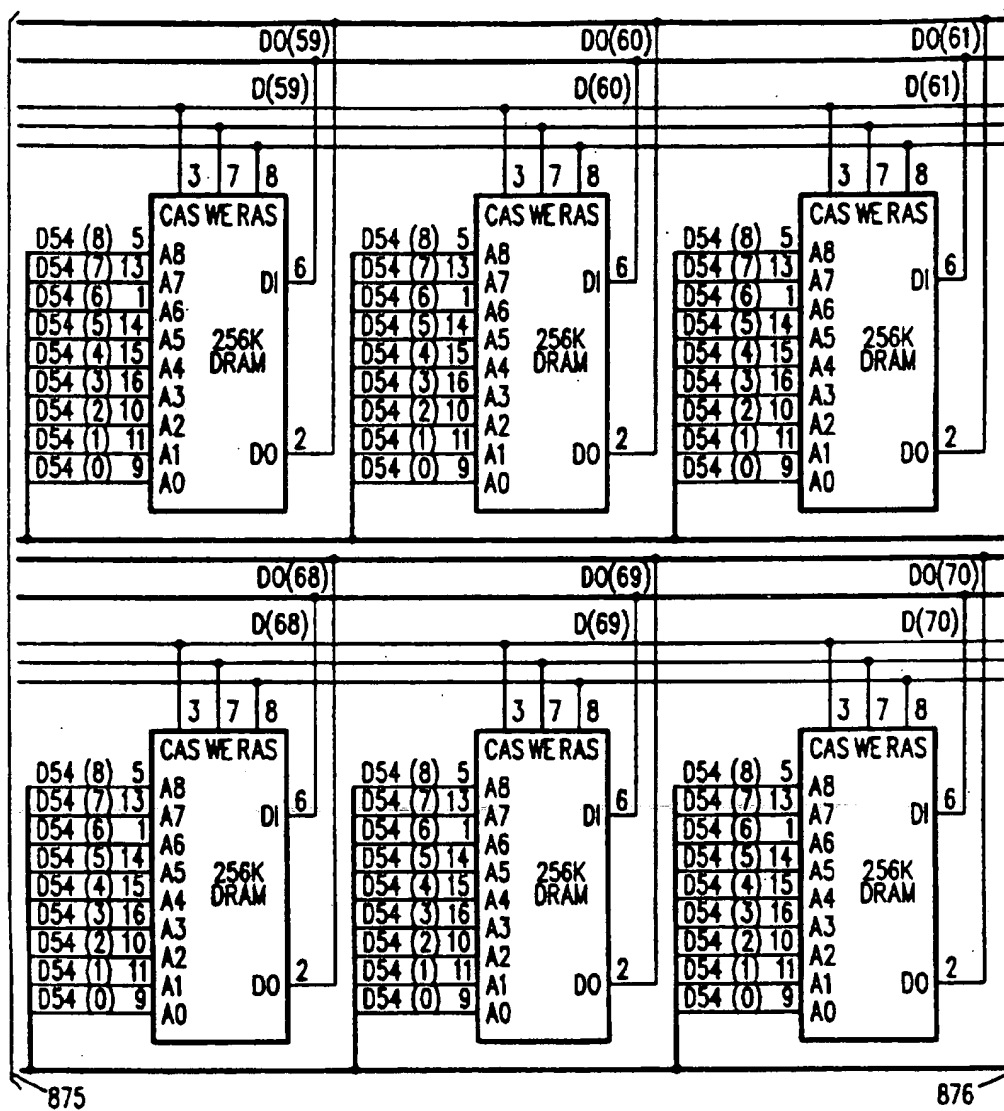 DO(59) DO(60) DO(61)
D(59) D(60) D(61)
3 7 8 3 7 8 3 7 8
CAS WE RAS CAS WE RAS CAS WE RAS
D54 (8) 5 A8 D54 (8) 5 A8 D54 (8) 5 A8
D54 (7) 13 A7 DI 6 D54 (7) 13 A7 DI 6 D54 (7) 13 A7 DI 6
D54 (6) 1 A6 D54 (6) 1 A6 D54 (6) 1 A6
D54 (5) 14 A5 256K D54 (5) 14 A5 256K D54 (5) 14 A5 256K
D54 (4) 15 A4 DRAM D54 (4) 15 A4 DRAM D54 (4) 15 A4 DRAM
D54 (3) 16 A3 D54 (3) 16 A3 D54 (3) 16 A3
D54 (2) 10 A2 D54 (2) 10 A2 D54 (2) 10 A2
D54 (1) 11 A1 DO 2 D54 (1) 11 A1 DO 2 D54 (1) 11 A1 DO 2
D54 (0) 9 A0 D54 (0) 9 A0 D54 (0) 9 A0
DO(68) DO(69) DO(70)
D(68) D(69) D(70)
3 7 8 3 7 8 3 7 8
CAS WE RAS CAS WE RAS CAS WE RAS
D54 (8) 5 A8 D54 (8) 5 A8 D54 (8) 5 A8
D54 (7) 13 A7 DI 6 D54 (7) 13 A7 DI 6 D54 (7) 13 A7 DI 6
D54 (6) 1 A6 D54 (6) 1 A6 D54 (6) 1 A6
D54 (5) 14 A5 256K D54 (5) 14 A5 256K D54 (5) 14 A5 256K
D54 (4) 15 A4 DRAM D54 (4) 15 A4 DRAM D54 (4) 15 A4 DRAM
D54 (3) 16 A3 D54 (3) 16 A3 D54 (3) 16 A3
D54 (2) 10 A2 D54 (2) 10 A2 D54 (2) 10 A2
D54 (1) 11 A1 DO 2 D54 (1) 11 A1 DO 2 D54 (1) 11 A1 DO 2
D54 (0) 9 A0 D54 (0) 9 A0 D54 (0) 9 A0
875 876